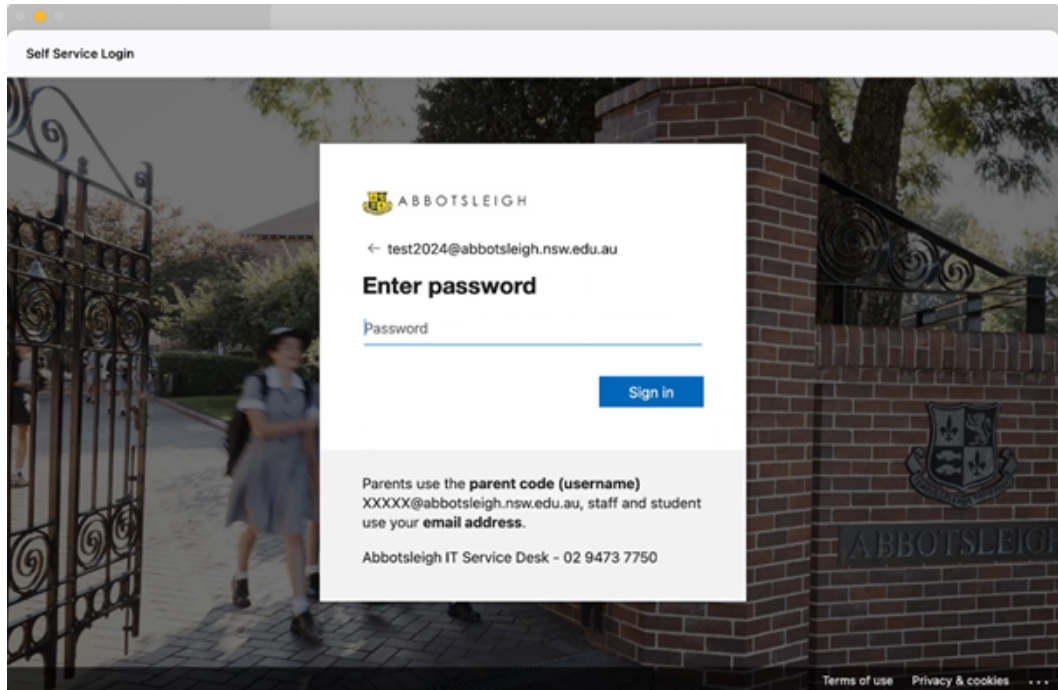 Self Service Login
ABBOTSLEIGH
← test2024@abbotsleigh.nsw.edu.au
Enter password
Password
Sign in
Parents use the parent code (username)
XXXXX@abbotsleigh.nsw.edu.au, staff and student
use your email address.
Abbotsleigh IT Service Desk - 02 9473 7750
ABBOTSLEIGH
Terms of use Privacy & cookies ...